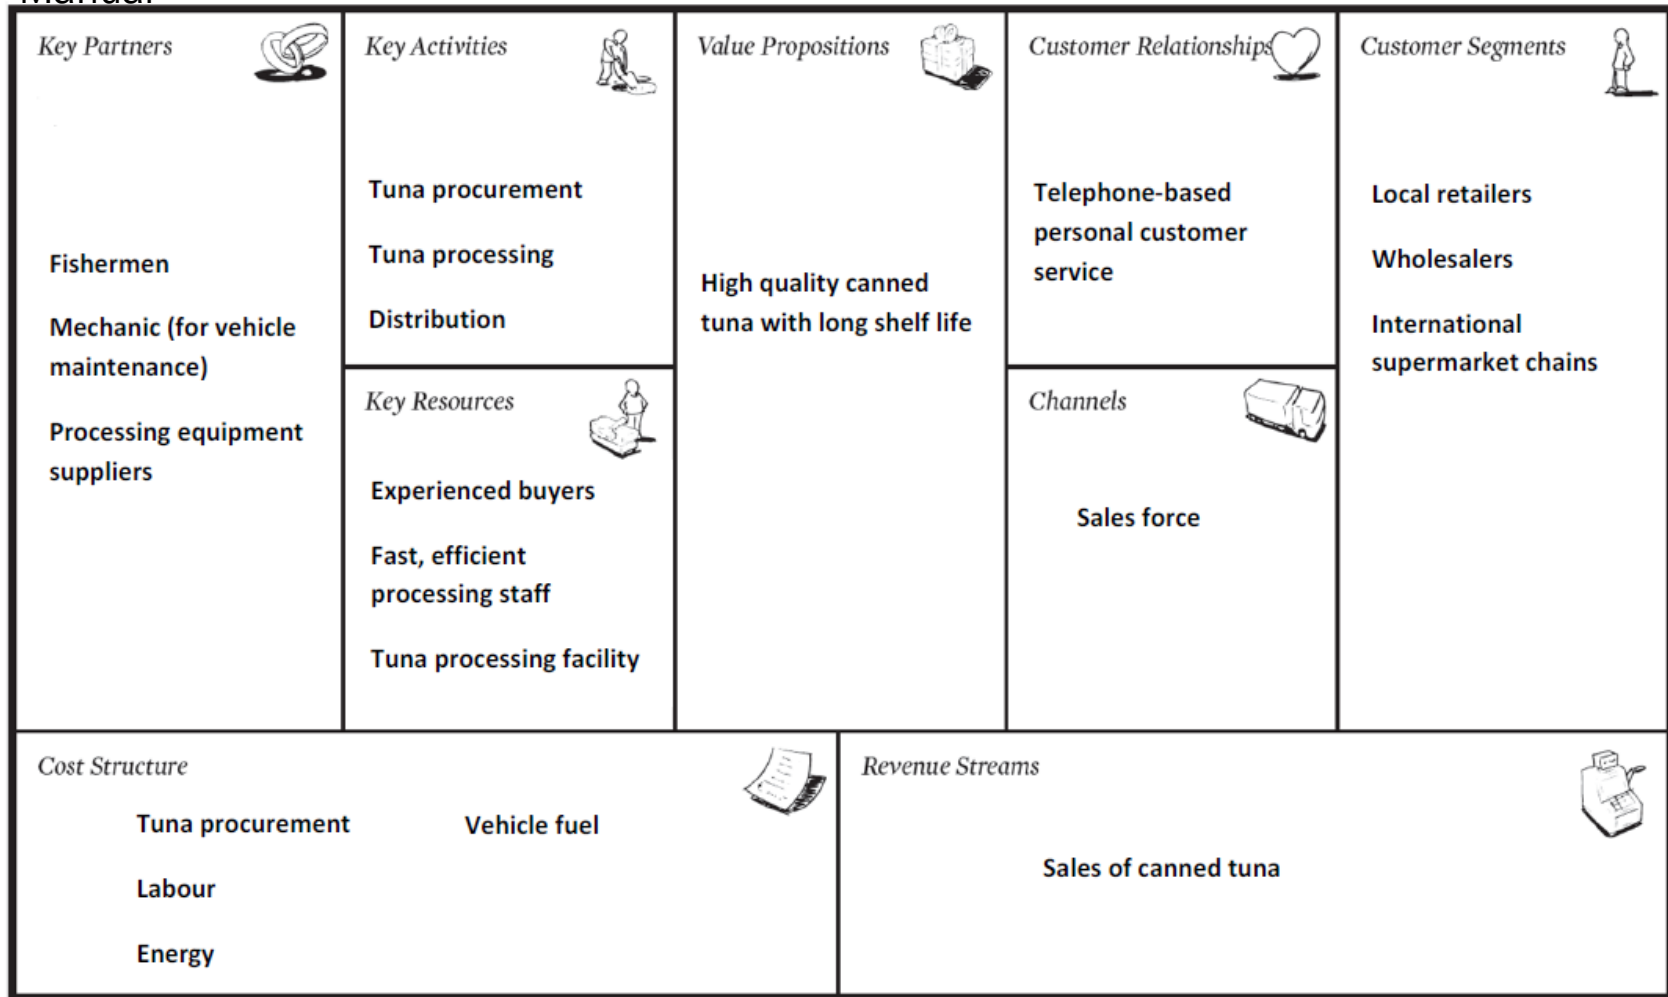 Key Partners
Fishermen
Mechanic (for vehicle
maintenance)
Processing equipment
suppliers
Key Activities
Tuna procurement
Tuna processing
Distribution
Key Resources
Experienced buyers
Fast, efficient
processing staff
Tuna processing facility
Value Propositions
High quality canned
tuna with long shelf life
Customer Relationships
Telephone-based
personal customer
service
Channels
Sales force
Customer Segments
Local retailers
Wholesalers
International
supermarket chains
Cost Structure
Tuna procurement
Vehicle fuel
Labour
Energy
Revenue Streams
Sales of canned tuna